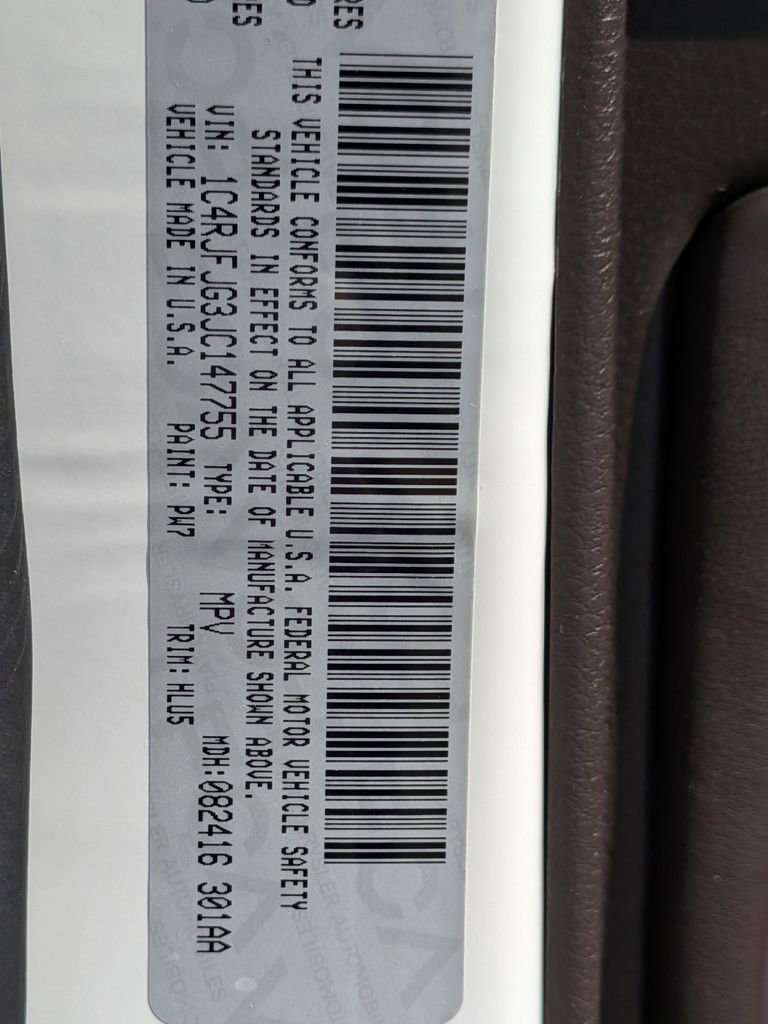 THIS VEHICLE CONFORMS TO ALL APPLICABLE U.S.A. FEDERAL MOTOR VEHICLE SAFETY
STANDARDS IN EFFECT ON THE DATE OF MANUFACTURE SHOWN ABOVE.
VIN: 1C4RJFJG3JC147755 TYPE: MPV MDH:082416 301AA
VEHICLE MADE IN U.S.A. PAINT: PW7 TRIM: HLU5